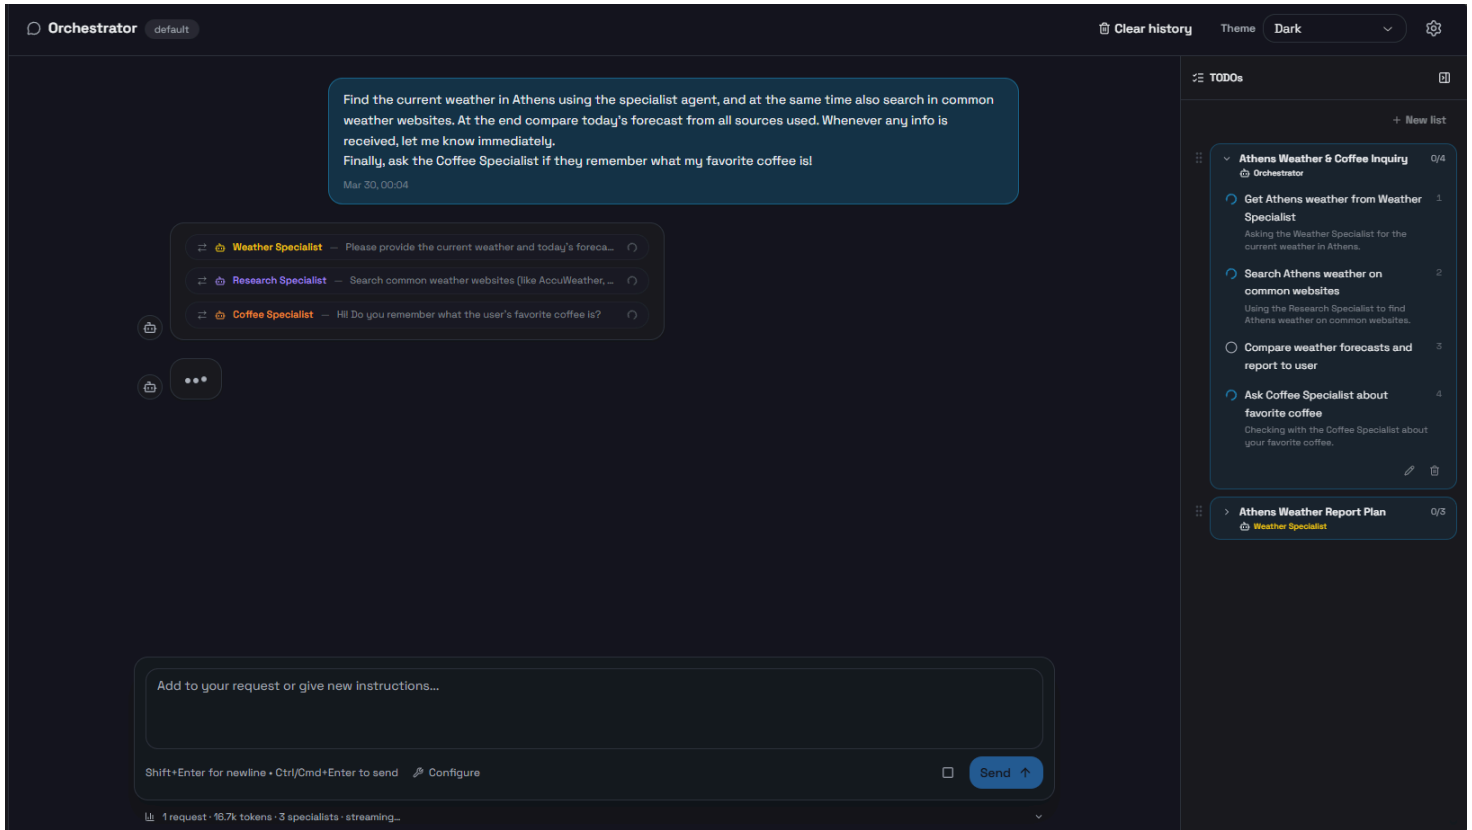 Orchestrator default
Clear history
Theme Dark
Find the current weather in Athens using the specialist agent, and at the same time also search in common
weather websites. At the end compare today's forecast from all sources used. Whenever any info is
received, let me know immediately.
Finally, ask the Coffee Specialist if they remember what my favorite coffee is!
Mar 30, 00:04
Weather Specialist — Please provide the current weather and today's foreca...
Research Specialist — Search common weather websites (like AccuWeather, ...
Coffee Specialist — Hi! Do you remember what the user's favorite coffee is?
Add to your request or give new instructions...
Shift+Enter for newline • Ctrl/Cmd+Enter to send Configure
Send
1 request · 16.7k tokens · 3 specialists · streaming...
TODOs
+ New list
Athens Weather & Coffee Inquiry 0/4
Orchestrator
Get Athens weather from Weather 1
Specialist
Asking the Weather Specialist for the
current weather in Athens.
Search Athens weather on 2
common websites
Using the Research Specialist to find
Athens weather on common websites.
Compare weather forecasts and 3
report to user
Ask Coffee Specialist about 4
favorite coffee
Checking with the Coffee Specialist about
your favorite coffee.
Athens Weather Report Plan 0/3
Weather Specialist